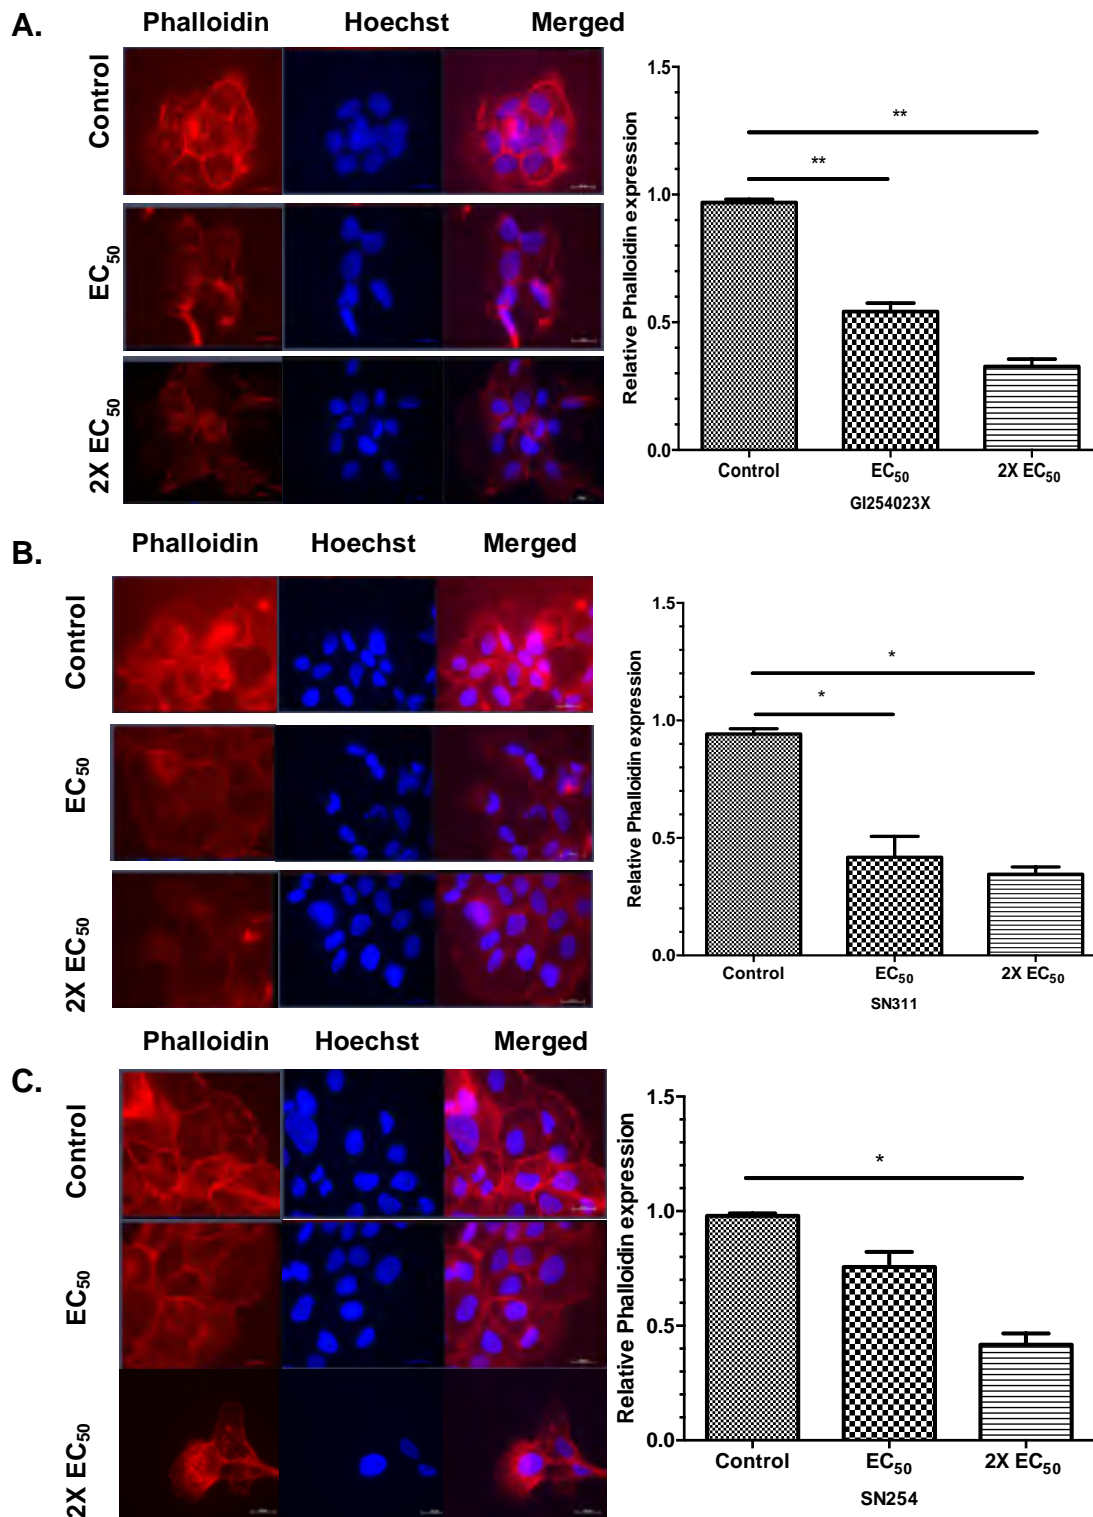 A.
Phalloidin Hoechst Merged
Control
EC50
2X EC50
Relative Phalloidin expression
1.5
1.0
0.5
0.0
**
**
Control EC50 2X EC50
GI254023X
B.
Phalloidin Hoechst Merged
Control
EC50
2X EC50
Relative Phalloidin expression
1.5
1.0
0.5
0.0
*
*
Control EC50 2X EC50
SN311
C.
Phalloidin Hoechst Merged
Control
EC50
2X EC50
Relative Phalloidin expression
1.5
1.0
0.5
0.0
*
Control EC50 2X EC50
SN254